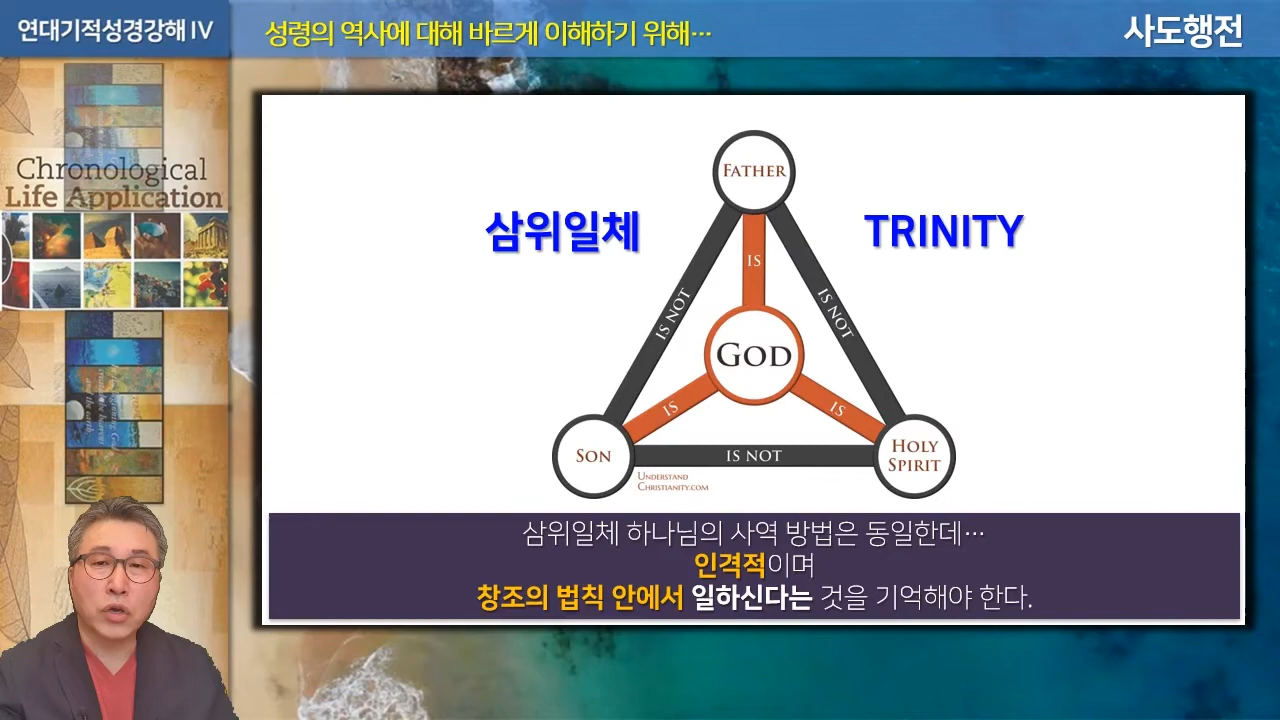 연대기적성경강해 IV
성령의 역사에 대해 바르게 이해하기 위해…
사도행전
Chronological
Life Application
삼위일체
TRINITY
FATHER
IS
IS NOT
IS NOT
GOD
IS
IS
SON
IS NOT
HOLY
SPIRIT
UNDERSTAND
CHRISTIANITY.COM
삼위일체 하나님의 사역 방법은 동일한데…
인격적이며
창조의 법칙 안에서 일하신다는 것을 기억해야 한다.